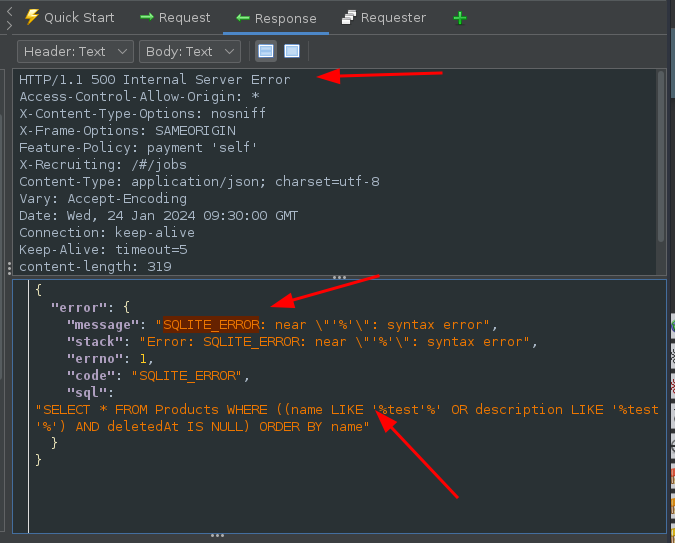 Quick Start
Request
Response
Requester
Header: Text
Body: Text
HTTP/1.1 500 Internal Server Error
Access-Control-Allow-Origin: *
X-Content-Type-Options: nosniff
X-Frame-Options: SAMEORIGIN
Feature-Policy: payment 'self'
X-Recruiting: /#/jobs
Content-Type: application/json; charset=utf-8
Vary: Accept-Encoding
Date: Wed, 24 Jan 2024 09:30:00 GMT
Connection: keep-alive
Keep-Alive: timeout=5
content-length: 319
{
"error": {
"message": "SQLITE_ERROR: near \"'%'\": syntax error",
"stack": "Error: SQLITE_ERROR: near \"'%'\": syntax error",
"errno": 1,
"code": "SQLITE_ERROR",
"sql":
"SELECT * FROM Products WHERE ((name LIKE '%test'%' OR description LIKE '%test
'%') AND deletedAt IS NULL) ORDER BY name"
}
}